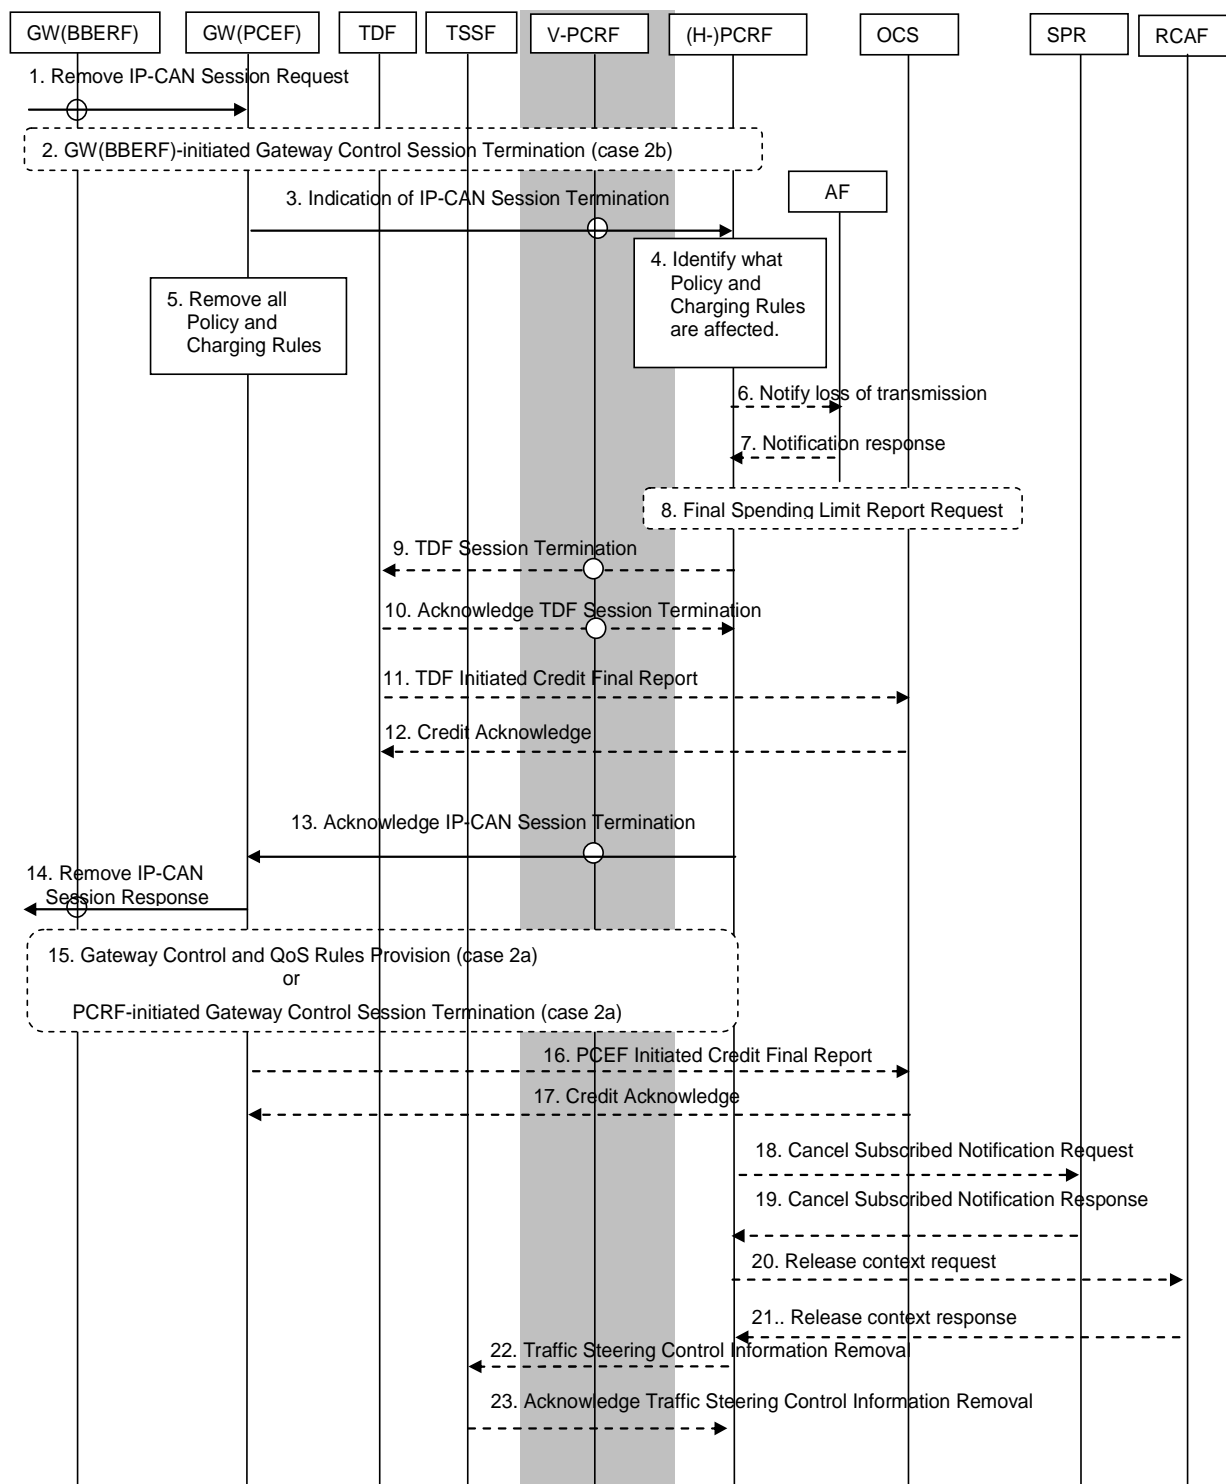 GW(BBERF)
GW(PCEF)
TDF
TSSF
V-PCRF
(H-)PCRF
OCS
SPR
RCAF
1. Remove IP-CAN Session Request
2. GW(BBERF)-initiated Gateway Control Session Termination (case 2b)
3. Indication of IP-CAN Session Termination
AF
4. Identify what
Policy and
Charging Rules
are affected.
5. Remove all
Policy and
Charging Rules
6. Notify loss of transmission
7. Notification response
8. Final Spending Limit Report Request
9. TDF Session Termination
10. Acknowledge TDF Session Termination
11. TDF Initiated Credit Final Report
12. Credit Acknowledge
13. Acknowledge IP-CAN Session Termination
14. Remove IP-CAN
Session Response
15. Gateway Control and QoS Rules Provision (case 2a)
or
PCRF-initiated Gateway Control Session Termination (case 2a)
16. PCEF Initiated Credit Final Report
17. Credit Acknowledge
18. Cancel Subscribed Notification Request
19. Cancel Subscribed Notification Response
20. Release context request
21.. Release context response
22. Traffic Steering Control Information Removal
23. Acknowledge Traffic Steering Control Information Removal